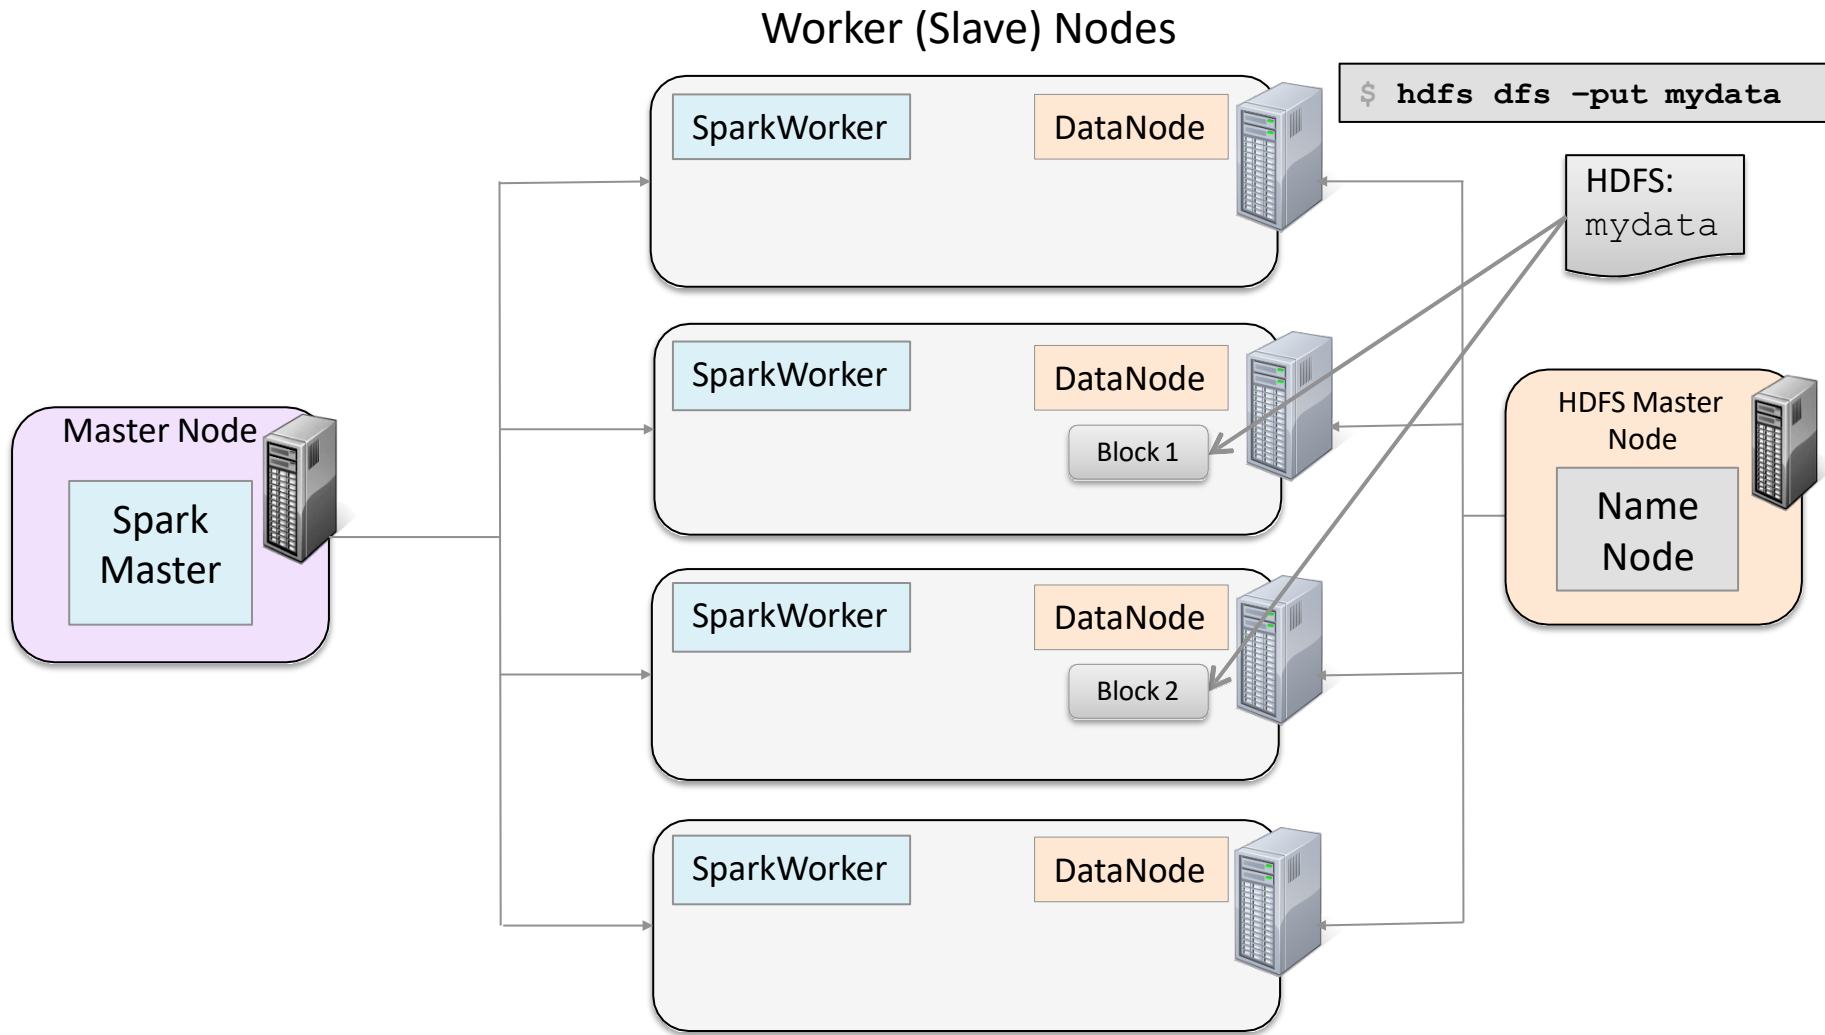 Worker (Slave) Nodes
$ hdfs dfs –put mydata
SparkWorker
DataNode
HDFS:
mydata
SparkWorker
DataNode
Block 1
Master Node
Spark
Master
HDFS Master
Node
Name
Node
SparkWorker
DataNode
Block 2
SparkWorker
DataNode